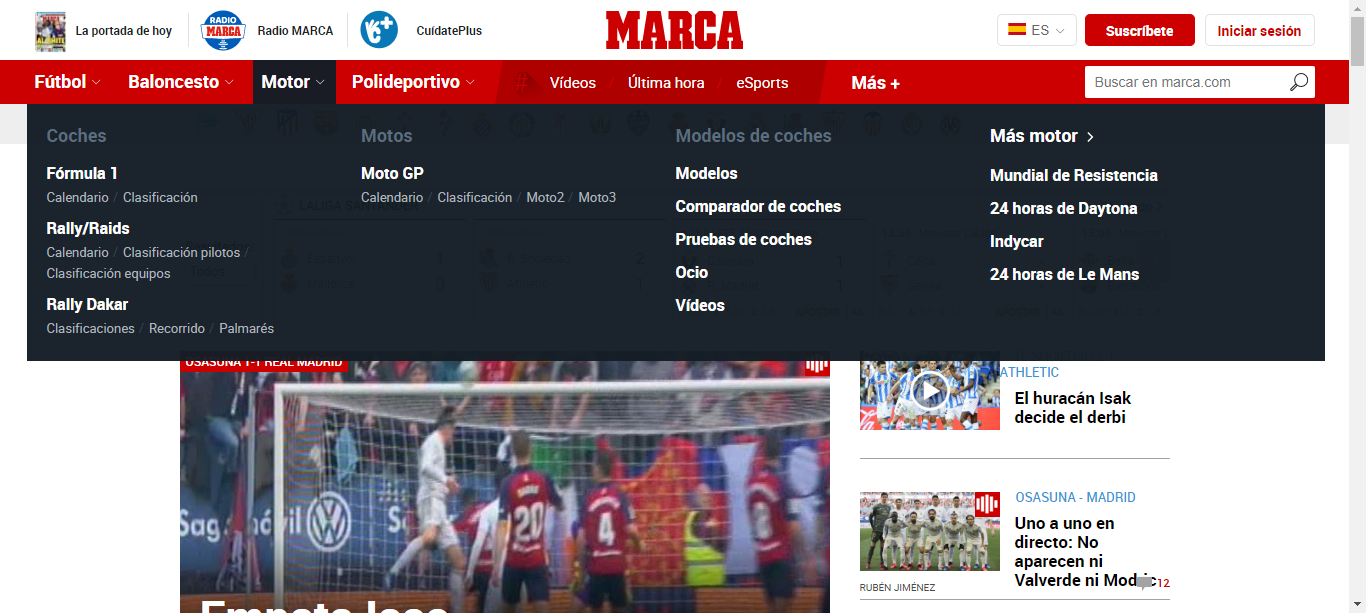 La portada de hoy
RADIO
MARCA
Radio MARCA
CuídatePlus
MARCA
ES
Suscríbete
Iniciar sesión
Fútbol
Baloncesto
Motor
Polideportivo
#
Vídeos
Última hora
eSports
Más +
Buscar en marca.com
Coches
Fórmula 1
Calendario / Clasificación
Rally/Raids
Calendario / Clasificación pilotos /
Clasificación equipos
Rally Dakar
Clasificaciones / Recorrido / Palmarés
Motos
Moto GP
Calendario / Clasificación / Moto2 / Moto3
Modelos de coches
Modelos
Comparador de coches
Pruebas de coches
Ocio
Vídeos
Más motor >
Mundial de Resistencia
24 horas de Daytona
Indycar
24 horas de Le Mans
OSASUNA 1-1 REAL MADRID
20
4
8
ATHLETIC
El huracán Isak
decide el derbi
OSASUNA - MADRID
Uno a uno en
directo: No
aparecen ni
Valverde ni Modric
12
RUBÉN JIMÉNEZ